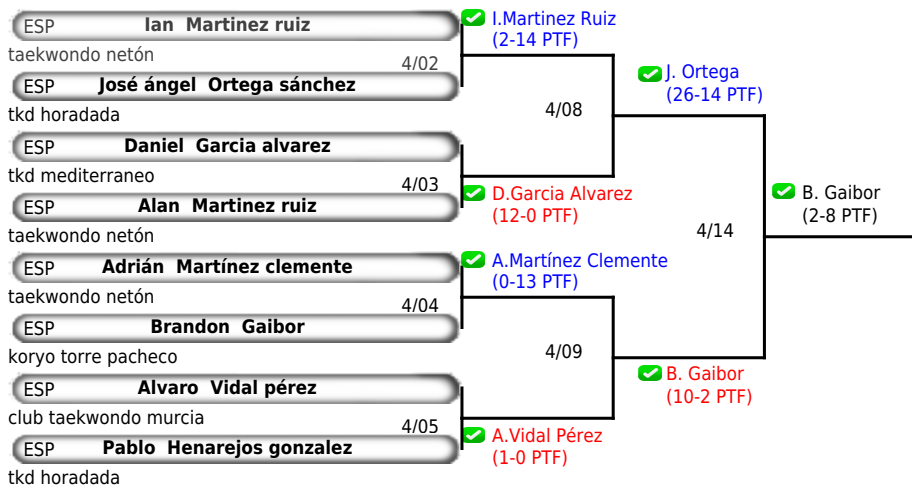 ESP Ian Martinez ruiz
taekwondo netón
4/02
ESP José ángel Ortega sánchez
tkd horadada
ESP Daniel Garcia alvarez
tkd mediterraneo
4/03
ESP Alan Martinez ruiz
taekwondo netón
ESP Adrián Martínez clemente
taekwondo netón
4/04
ESP Brandon Gaibor
koryo torre pacheco
ESP Alvaro Vidal pérez
club taekwondo murcia
4/05
ESP Pablo Henarejos gonzalez
tkd horadada
I.Martinez Ruiz
(2-14 PTF)
4/08
D.Garcia Alvarez
(12-0 PTF)
A.Martínez Clemente
(0-13 PTF)
4/09
A.Vidal Pérez
(1-0 PTF)
J. Ortega
(26-14 PTF)
4/14
B. Gaibor
(10-2 PTF)
B. Gaibor
(2-8 PTF)